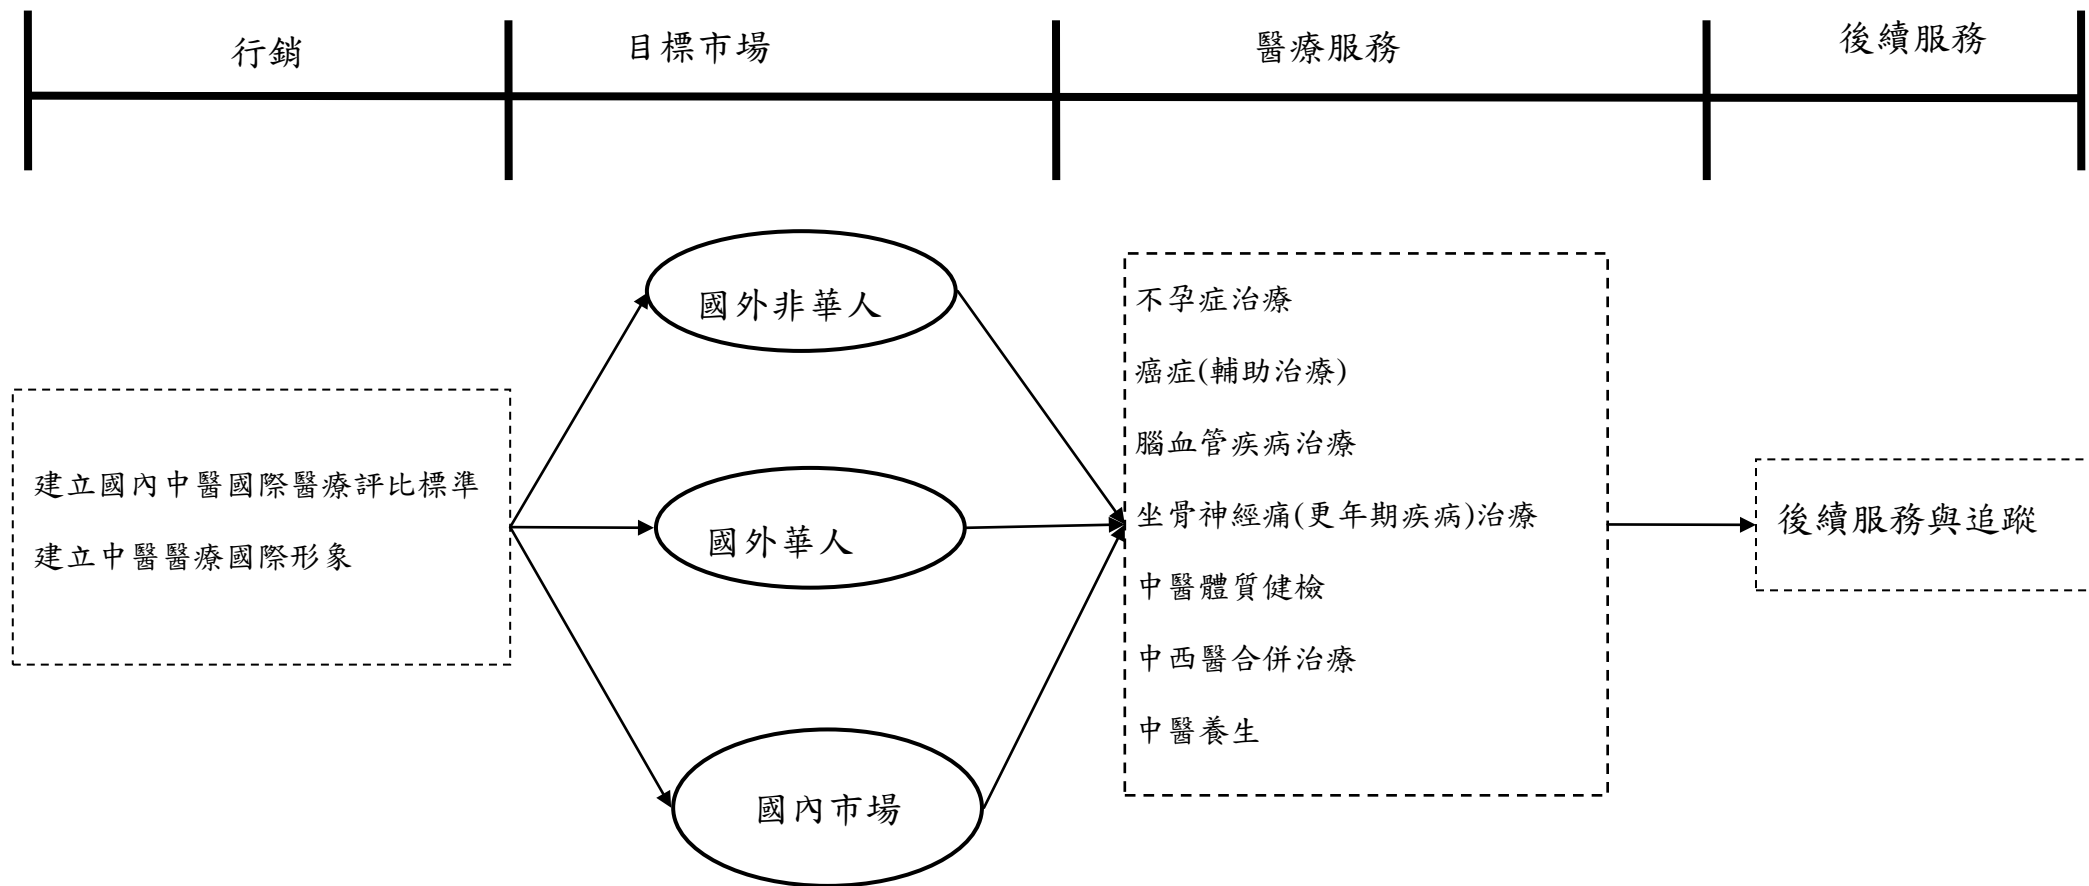 行銷
目標市場
醫療服務
後續服務
建立國內中醫國際醫療評比標準
建立中醫醫療國際形象
國外非華人
國外華人
國內市場
不孕症治療
癌症(輔助治療)
腦血管疾病治療
坐骨神經痛(更年期疾病)治療
中醫體質健檢
中西醫合併治療
中醫養生
後續服務與追蹤